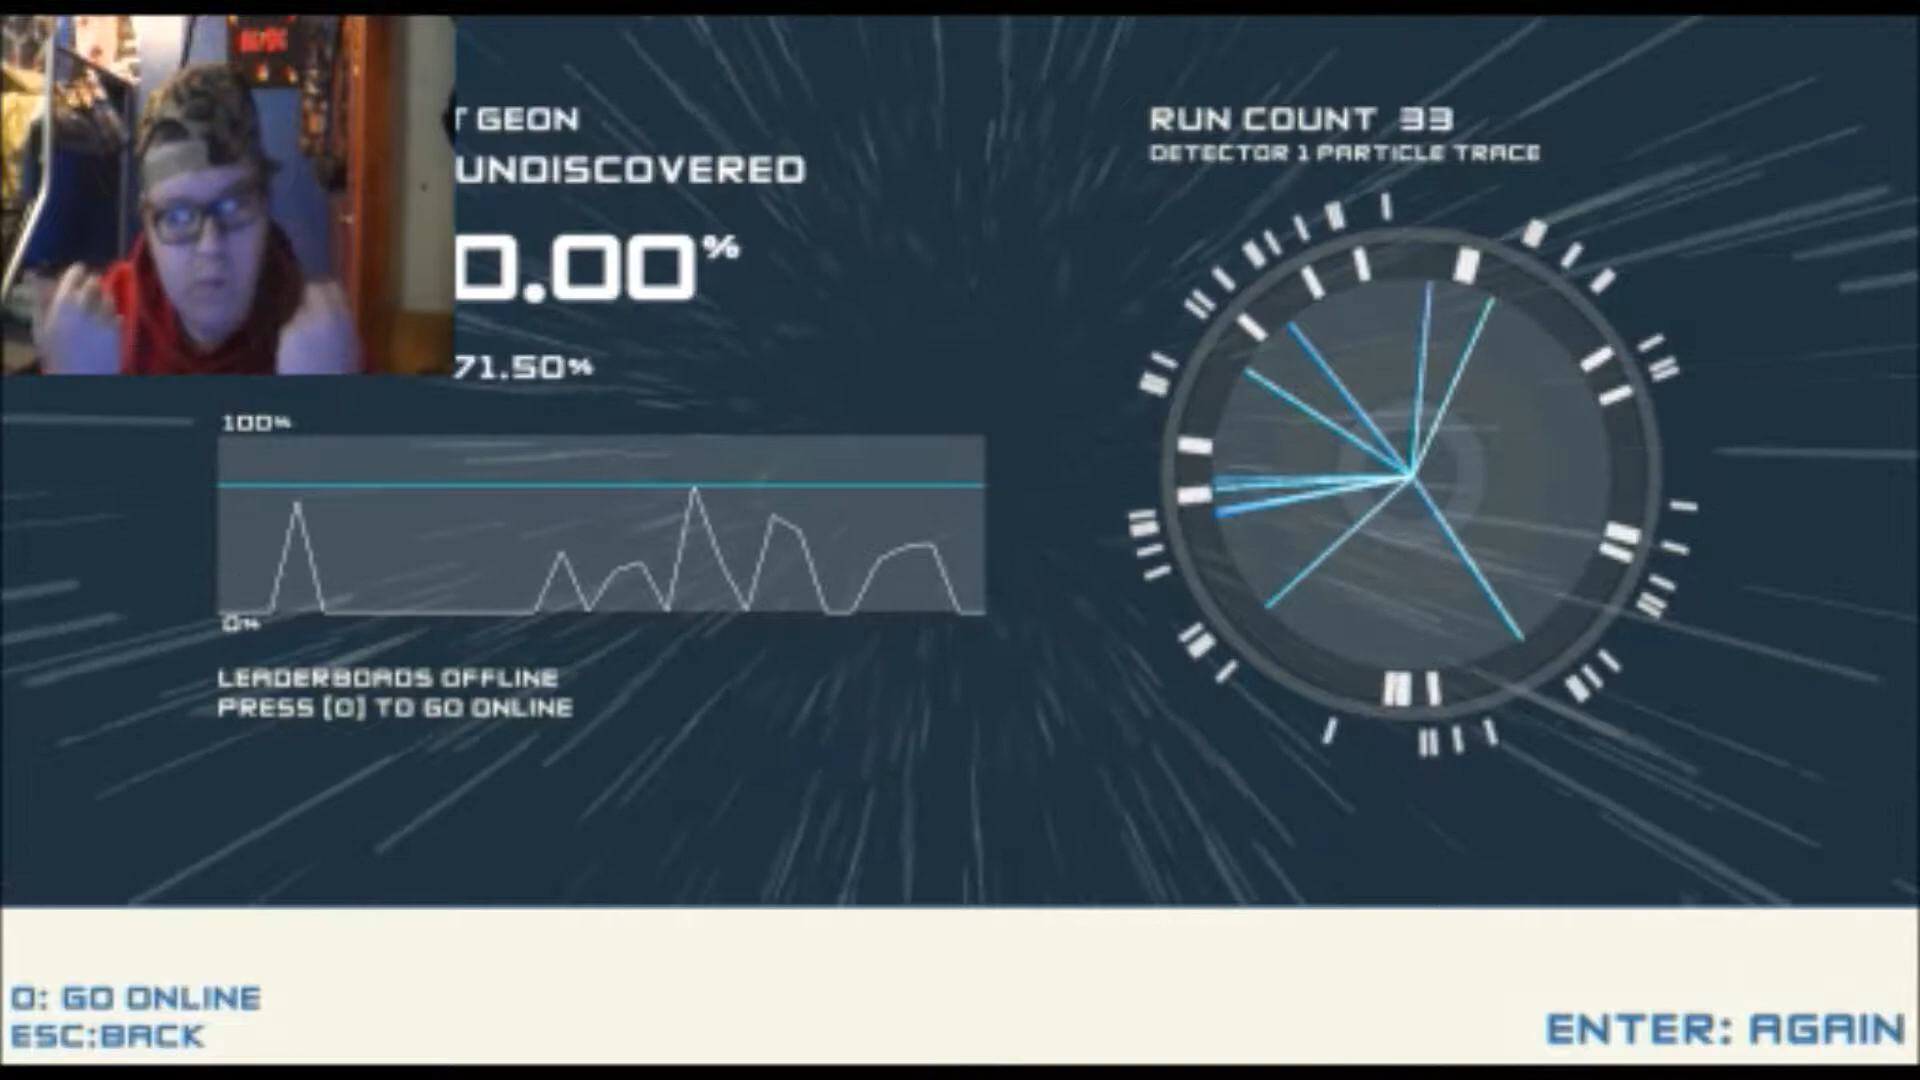 T GEON
UNDISCOVERED
0.00%
71.50%
100%
0%
LEADERBOARDS OFFLINE
PRESS [O] TO GO ONLINE
RUN COUNT 33
DETECTOR 1 PARTICLE TRACE
O: GO ONLINE
ESC:BACK
ENTER: AGAIN